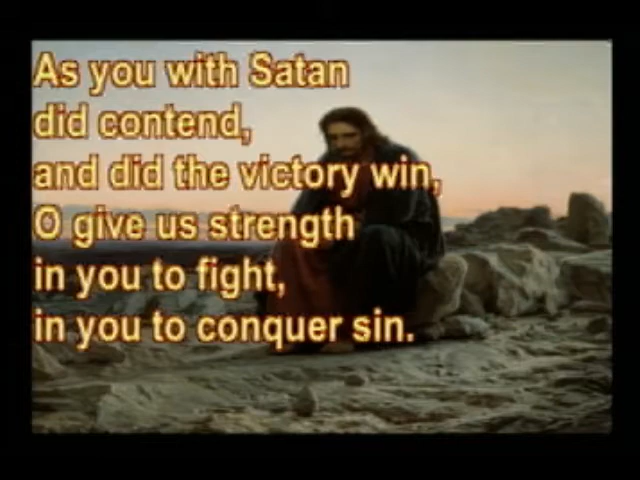 As you with Satan
did contend,
and did the victory win,
O give us strength
in you to fight,
in you to conquer sin.